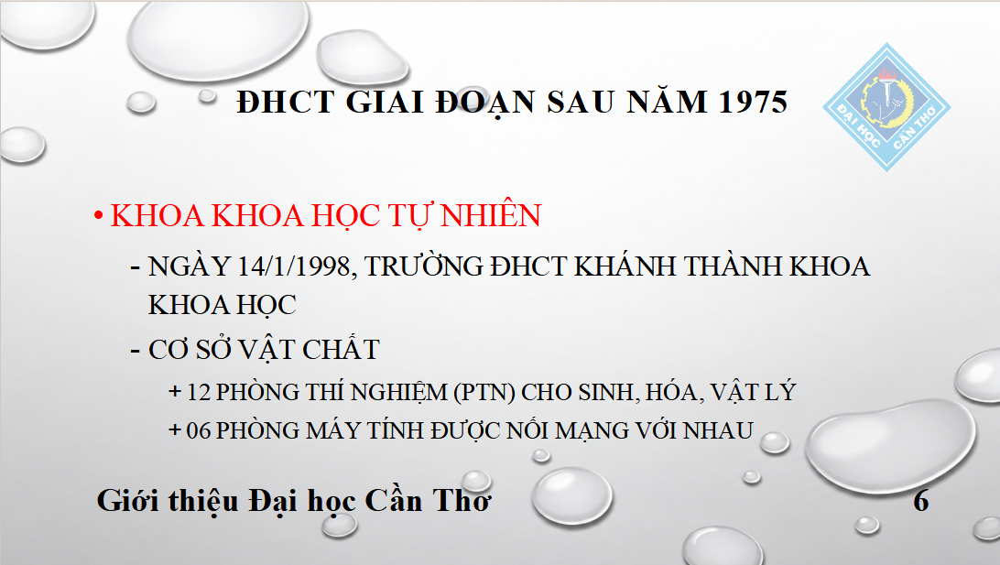 ĐHCT GIAI ĐOẠN SAU NĂM 1975
ĐẠI HỌC CẦN THƠ
• KHOA KHOA HỌC TỰ NHIÊN
- NGÀY 14/1/1998, TRƯỜNG ĐHCT KHÁNH THÀNH KHOA
KHOA HỌC
- CƠ SỞ VẬT CHẤT
+ 12 PHÒNG THÍ NGHIỆM (PTN) CHO SINH, HÓA, VẬT LÝ
+ 06 PHÒNG MÁY TÍNH ĐƯỢC NỐI MẠNG VỚI NHAU
Giới thiệu Đại học Cần Thơ
6